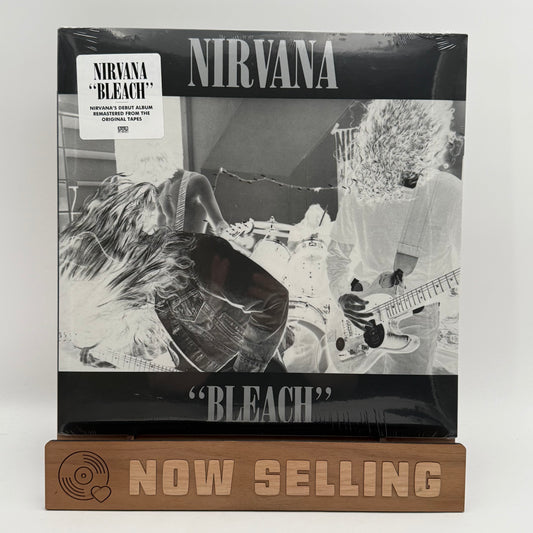 NIRVANA
NIRVANA
"BLEACH"
NIRVANA'S DEBUT ALBUM
REMASTERED FROM THE
ORIGINAL TAPES
"BLEACH"
NOW SELLING